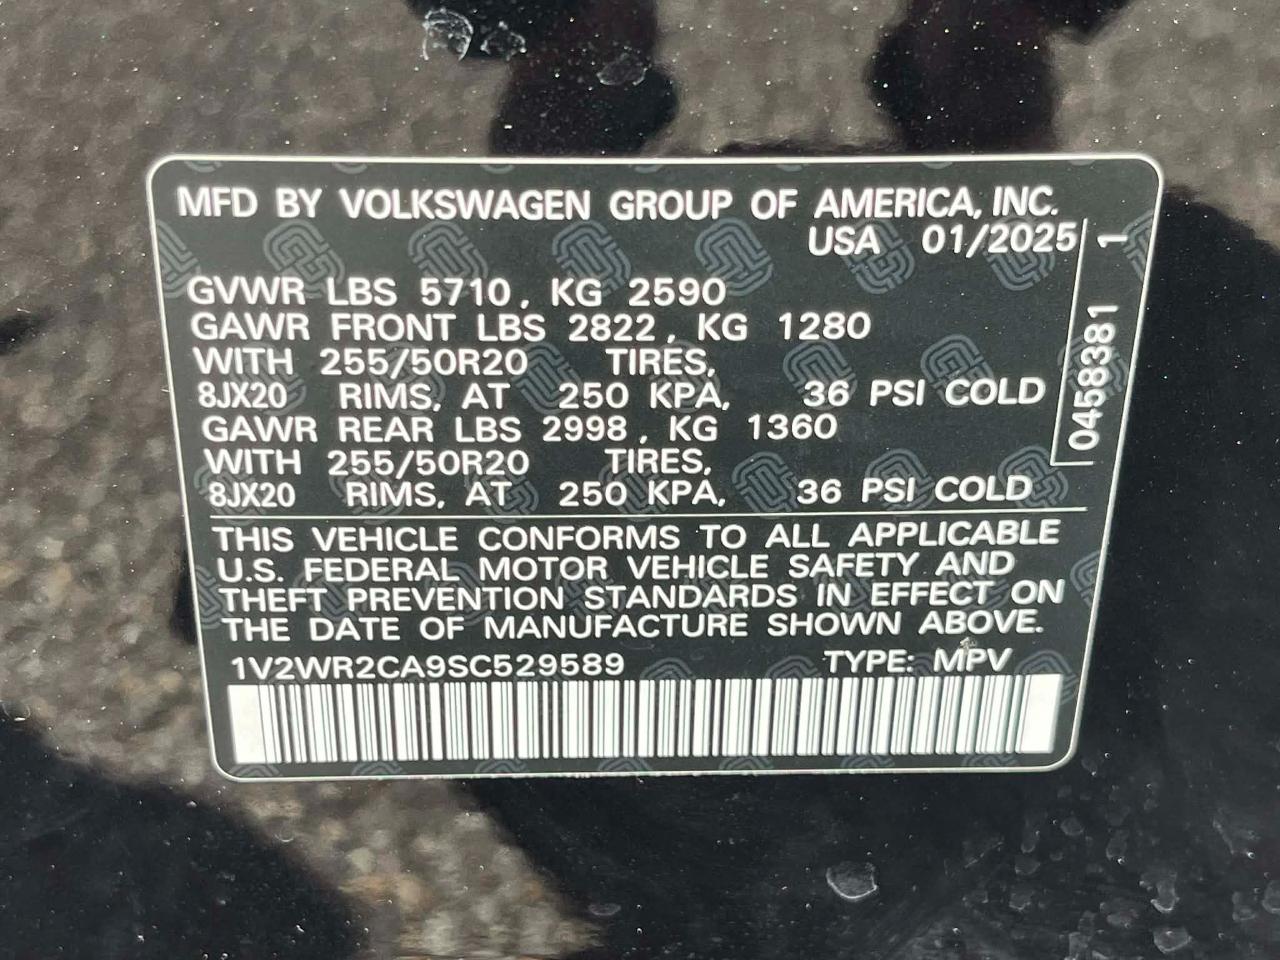 MFD BY VOLKSWAGEN GROUP OF AMERICA, INC.
USA 01/2025
GVWR LBS 5710, KG 2590
GAWR FRONT LBS 2822, KG 1280
WITH 255/50R20 TIRES,
8JX20 RIMS, AT 250 KPA, 36 PSI COLD
GAWR REAR LBS 2998, KG 1360
WITH 255/50R20 TIRES,
8JX20 RIMS, AT 250 KPA, 36 PSI COLD
0458381 1
THIS VEHICLE CONFORMS TO ALL APPLICABLE
U.S. FEDERAL MOTOR VEHICLE SAFETY AND
THEFT PREVENTION STANDARDS IN EFFECT ON
THE DATE OF MANUFACTURE SHOWN ABOVE.
1V2WR2CA9SC529589 TYPE: MPV